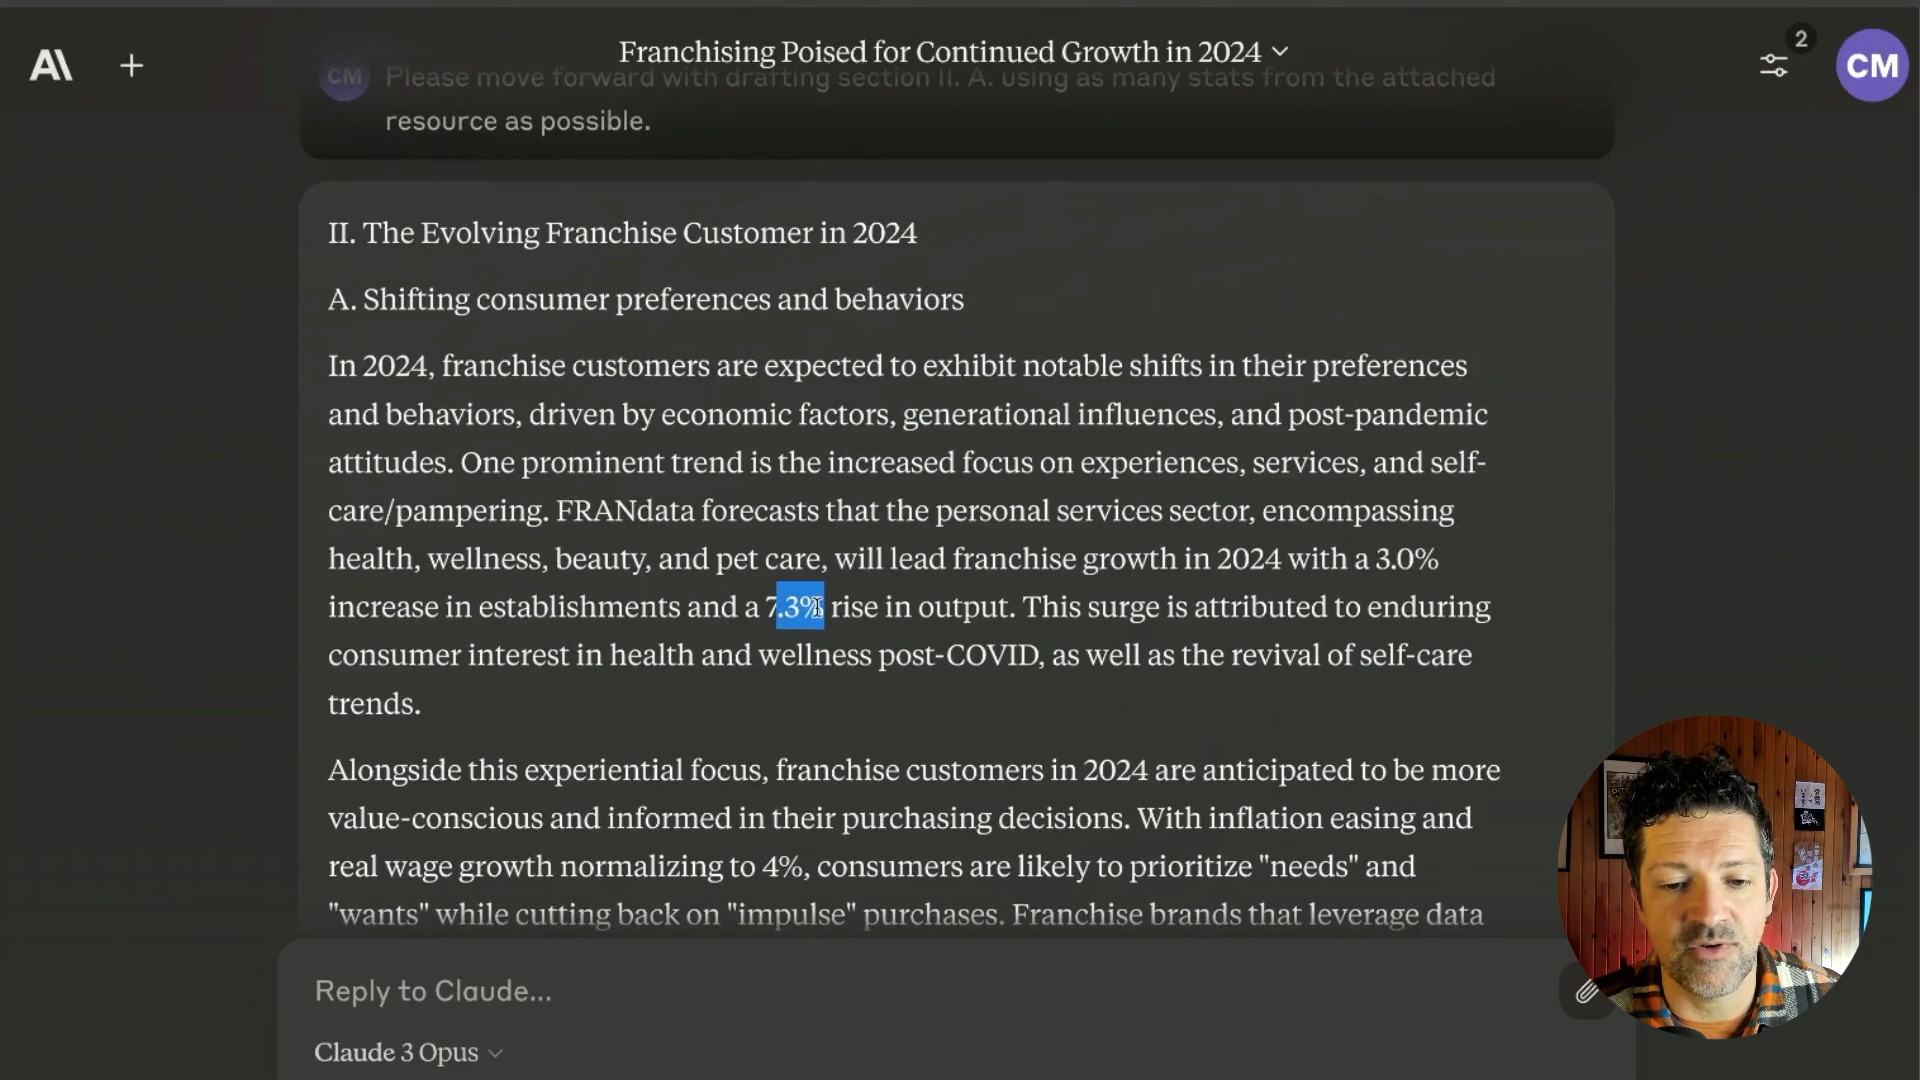 Franchising Poised for Continued Growth in 2024
2
CM
CM
Please move forward with drafting section II. A. using as many stats from the attached
resource as possible.
II. The Evolving Franchise Customer in 2024
A. Shifting consumer preferences and behaviors
In 2024, franchise customers are expected to exhibit notable shifts in their preferences
and behaviors, driven by economic factors, generational influences, and post-pandemic
attitudes. One prominent trend is the increased focus on experiences, services, and self-
care/pampering. FRANdata forecasts that the personal services sector, encompassing
health, wellness, beauty, and pet care, will lead franchise growth in 2024 with a 3.0%
increase in establishments and a 7.3% rise in output. This surge is attributed to enduring
consumer interest in health and wellness post-COVID, as well as the revival of self-care
trends.
Alongside this experiential focus, franchise customers in 2024 are anticipated to be more
value-conscious and informed in their purchasing decisions. With inflation easing and
real wage growth normalizing to 4%, consumers are likely to prioritize "needs" and
"wants" while cutting back on "impulse" purchases. Franchise brands that leverage data
Reply to Claude...
Claude 3 Opus